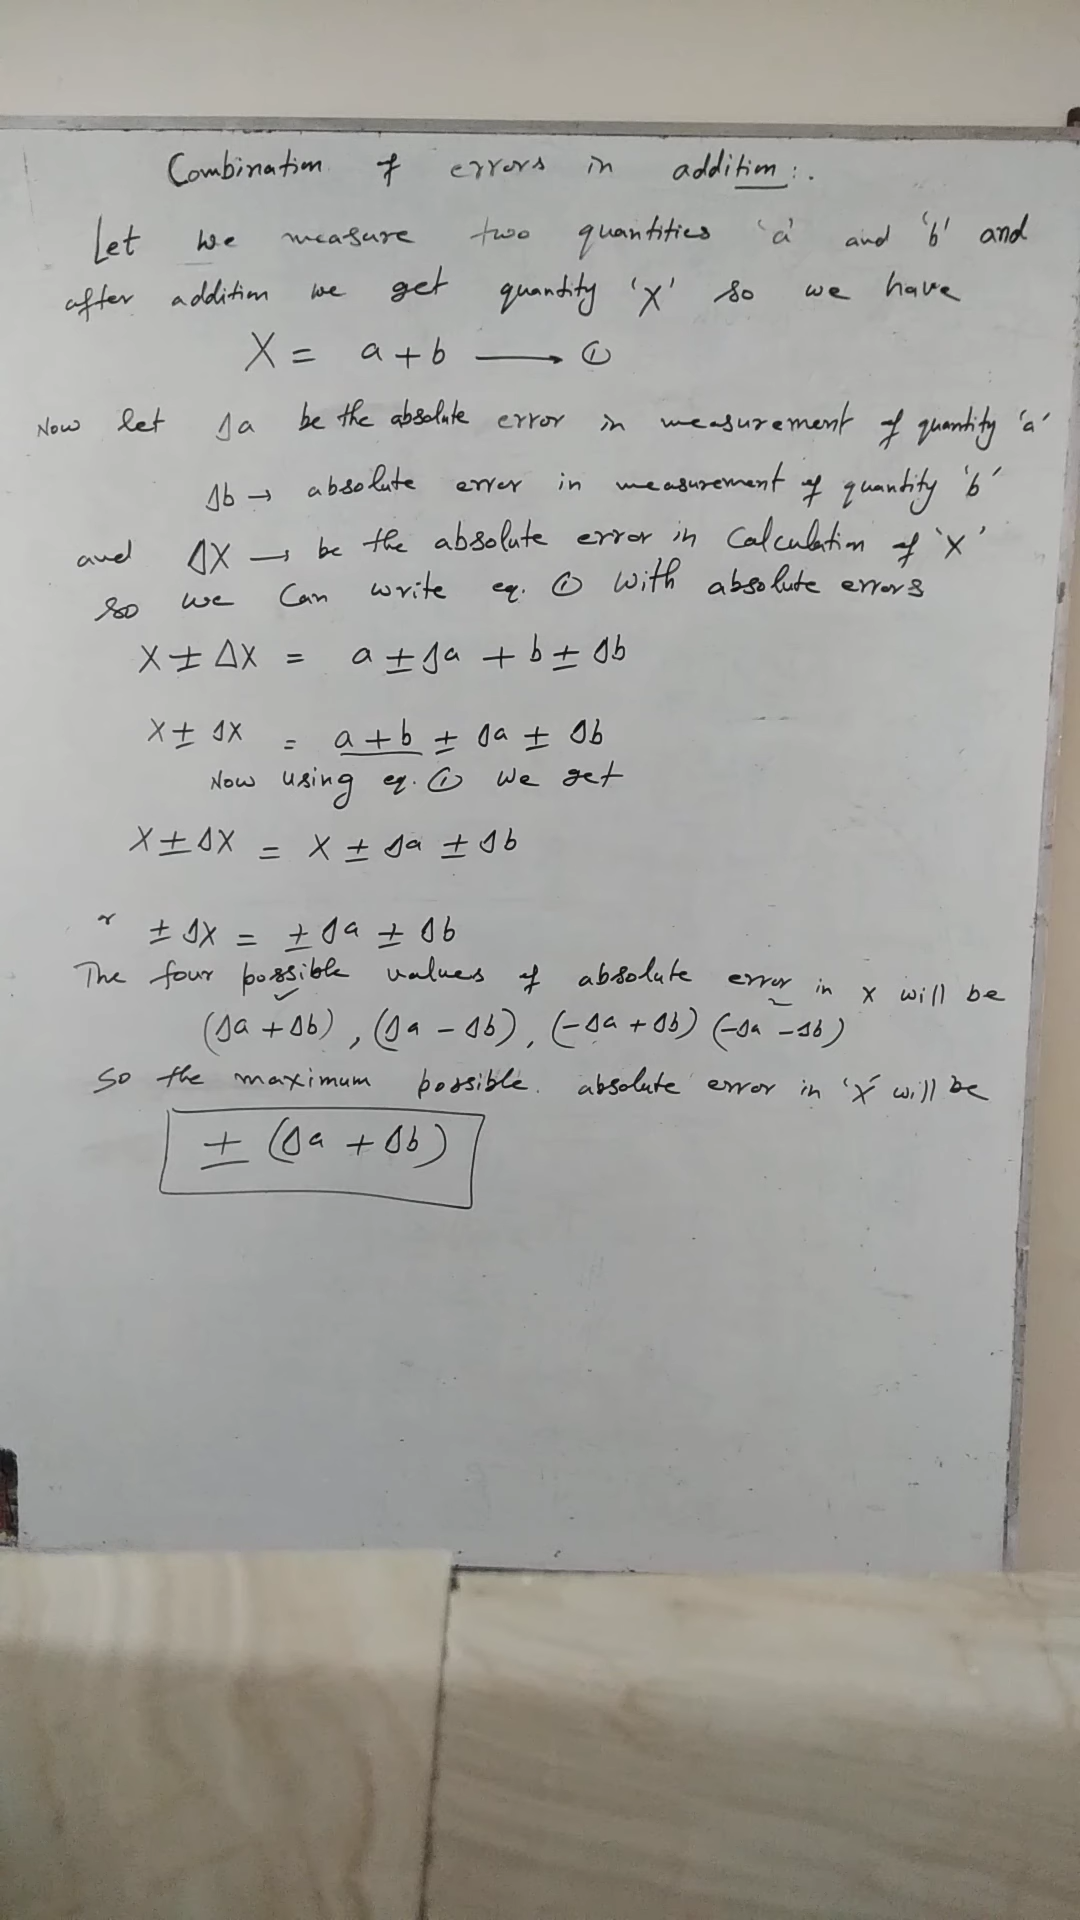 Combination of errors in addition :.
Let we measure two quantities 'a' and 'b' and
after addition we get quantity 'X' so we have
X = a + b ⟶ ①
Now let Δa be the absolute error in measurement of quantity 'a'
Δb → absolute error in measurement of quantity 'b'
and ΔX → be the absolute error in Calculation of 'X'
so we Can write eq. ① with absolute errors
X ± ΔX = a ± Δa + b ± Δb
X ± ΔX = a + b ± Δa ± Δb
Now using eq. ① we get
X ± ΔX = X ± Δa ± Δb
r ± ΔX = ± Δa ± Δb
The four possible values of absolute error in x will be
(Δa + Δb), (Δa - Δb), (-Δa + Δb) (-Δa - Δb)
So the maximum possible. absolute error in 'X' will be
± (Δa + Δb)